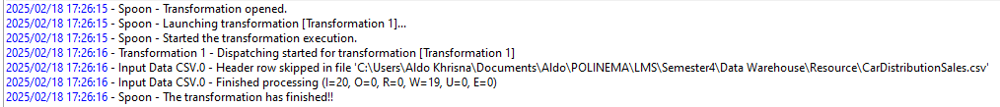 2025/02/18 17:26:15 - Spoon - Transformation opened.
2025/02/18 17:26:15 - Spoon - Launching transformation [Transformation 1]...
2025/02/18 17:26:15 - Spoon - Started the transformation execution.
2025/02/18 17:26:16 - Transformation 1 - Dispatching started for transformation [Transformation 1]
2025/02/18 17:26:16 - Input Data CSV.0 - Header row skipped in file 'C:\Users\Aldo Khrisna\Documents\Aldo\POLINEMA\LMS\Semester4\Data Warehouse\Resource\CarDistributionSales.csv'
2025/02/18 17:26:16 - Input Data CSV.0 - Finished processing (I=20, O=0, R=0, W=19, U=0, E=0)
2025/02/18 17:26:16 - Spoon - The transformation has finished!!